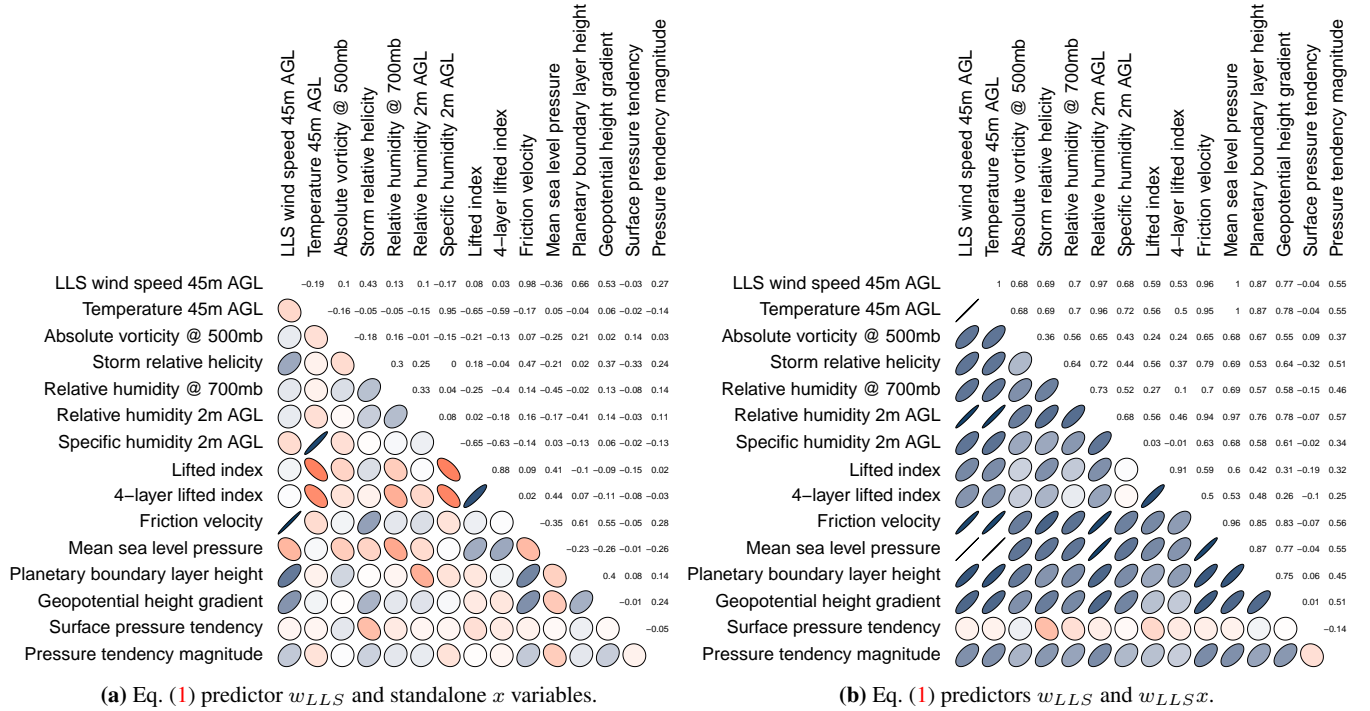 LLS wind speed 45m AGL
Temperature 45m AGL
Absolute vorticity @ 500mb
Storm relative helicity
Relative humidity @ 700mb
Relative humidity 2m AGL
Specific humidity 2m AGL
Lifted index
4−layer lifted index
Friction velocity
Mean sea level pressure
Planetary boundary layer height
Geopotential height gradient
Surface pressure tendency
Pressure tendency magnitude
LLS wind speed 45m AGL −0.19 0.1 0.43 0.13 0.1 −0.17 0.08 0.03 0.98 −0.36 0.66 0.53 −0.03 0.27
Temperature 45m AGL −0.16 −0.05 −0.05 −0.15 0.95 −0.65 −0.59 −0.17 0.05 −0.04 0.06 −0.02 −0.14
Absolute vorticity @ 500mb −0.18 0.16 −0.01 −0.15 −0.21 −0.13 0.07 −0.25 0.21 0.02 0.14 0.03
Storm relative helicity 0.3 0.25 0 0.18 −0.04 0.47 −0.21 0.02 0.37 −0.33 0.24
Relative humidity @ 700mb 0.33 0.04 −0.25 −0.4 0.14 −0.45 −0.02 0.13 −0.08 0.14
Relative humidity 2m AGL 0.08 0.02 −0.18 0.16 −0.17 −0.41 0.14 −0.03 0.11
Specific humidity 2m AGL −0.65 −0.63 −0.14 0.03 −0.13 0.06 −0.02 −0.13
Lifted index 0.88 0.09 0.41 −0.1 −0.09 −0.15 0.02
4−layer lifted index 0.02 0.44 0.07 −0.11 −0.08 −0.03
Friction velocity −0.35 0.61 0.55 −0.05 0.28
Mean sea level pressure −0.23 −0.26 −0.01 −0.26
Planetary boundary layer height 0.4 0.08 0.14
Geopotential height gradient −0.01 0.24
Surface pressure tendency −0.05
Pressure tendency magnitude
(a) Eq. (1) predictor w_LLS and standalone x variables.
LLS wind speed 45m AGL
Temperature 45m AGL
Absolute vorticity @ 500mb
Storm relative helicity
Relative humidity @ 700mb
Relative humidity 2m AGL
Specific humidity 2m AGL
Lifted index
4−layer lifted index
Friction velocity
Mean sea level pressure
Planetary boundary layer height
Geopotential height gradient
Surface pressure tendency
Pressure tendency magnitude
LLS wind speed 45m AGL 1 0.68 0.69 0.7 0.97 0.68 0.59 0.53 0.96 1 0.87 0.77 −0.04 0.55
Temperature 45m AGL 0.68 0.69 0.7 0.96 0.72 0.56 0.5 0.95 1 0.87 0.78 −0.04 0.55
Absolute vorticity @ 500mb 0.36 0.56 0.65 0.43 0.24 0.24 0.65 0.68 0.67 0.55 0.09 0.37
Storm relative helicity 0.64 0.72 0.44 0.56 0.37 0.79 0.69 0.53 0.64 −0.32 0.51
Relative humidity @ 700mb 0.73 0.52 0.27 0.1 0.7 0.69 0.57 0.58 −0.15 0.46
Relative humidity 2m AGL 0.68 0.56 0.46 0.94 0.97 0.76 0.78 −0.07 0.57
Specific humidity 2m AGL 0.03 −0.01 0.63 0.68 0.58 0.61 −0.02 0.34
Lifted index 0.91 0.59 0.6 0.42 0.31 −0.19 0.32
4−layer lifted index 0.5 0.53 0.48 0.26 −0.1 0.25
Friction velocity 0.96 0.85 0.83 −0.07 0.56
Mean sea level pressure 0.87 0.77 −0.04 0.55
Planetary boundary layer height 0.75 0.06 0.45
Geopotential height gradient 0.01 0.51
Surface pressure tendency −0.14
Pressure tendency magnitude
(b) Eq. (1) predictors w_LLS and w_LLS x.